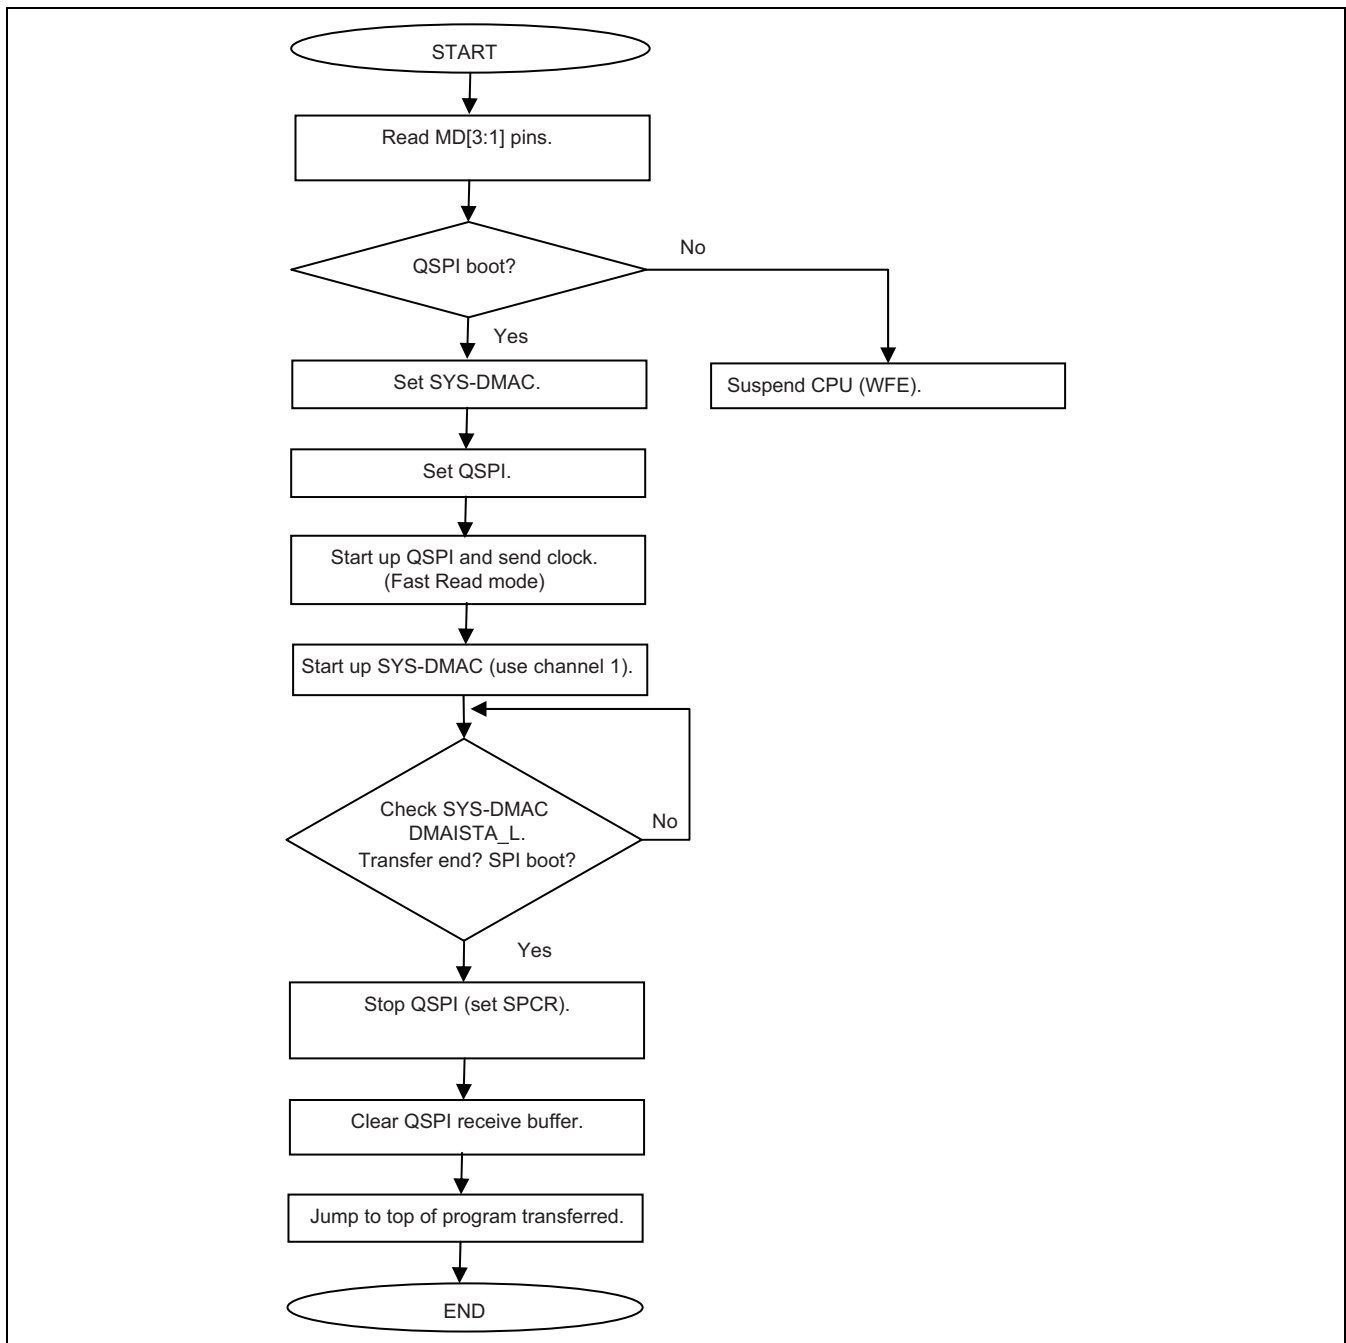 START
Read MD[3:1] pins.
QSPI boot?
No
Yes
Set SYS-DMAC.
Suspend CPU (WFE).
Set QSPI.
Start up QSPI and send clock.
(Fast Read mode)
Start up SYS-DMAC (use channel 1).
Check SYS-DMAC
DMAISTA_L.
Transfer end? SPI boot?
No
Yes
Stop QSPI (set SPCR).
Clear QSPI receive buffer.
Jump to top of program transferred.
END